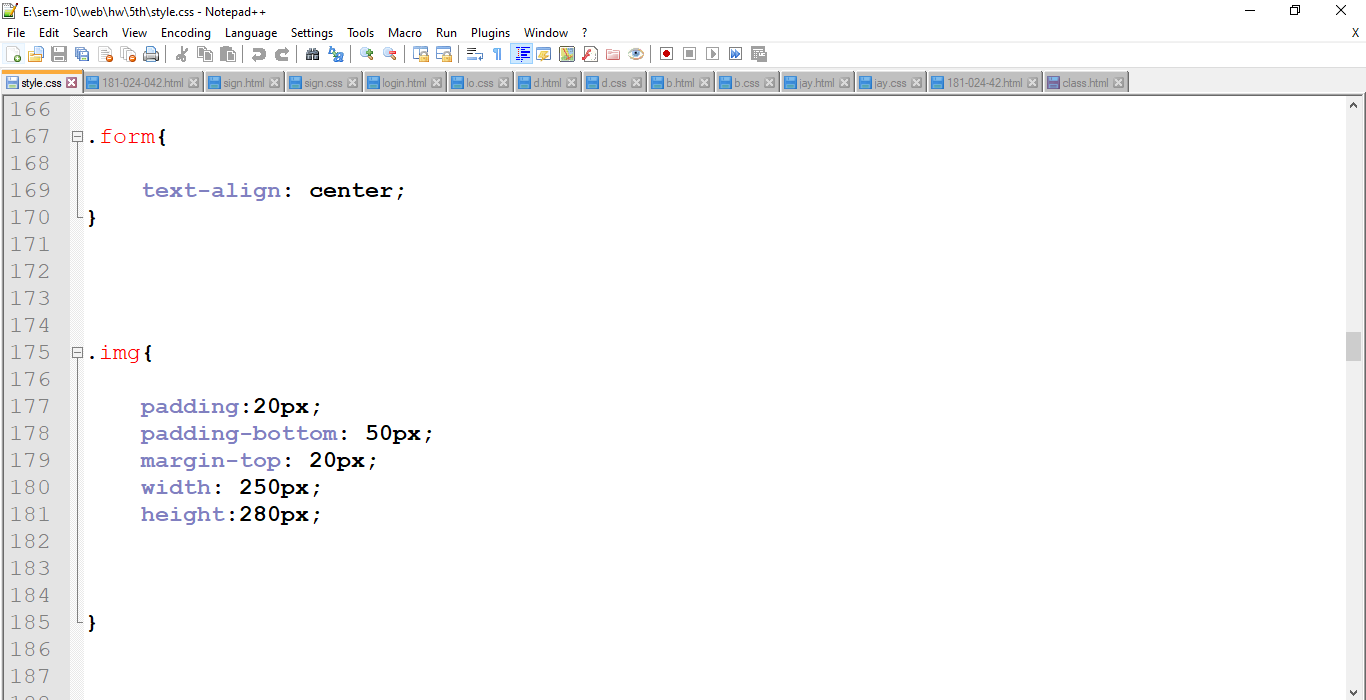 E:\sem-10\web\hw\5th\style.css - Notepad++
File Edit Search View Encoding Language Settings Tools Macro Run Plugins Window ? X
style.css 181-024-042.html sign.html sign.css login.html lo.css d.html d.css b.html b.css jay.html jay.css 181-024-42.html class.html
166
167 .form{
168
169 text-align: center;
170 }
171
172
173
174
175 .img{
176
177 padding:20px;
178 padding-bottom: 50px;
179 margin-top: 20px;
180 width: 250px;
181 height:280px;
182
183
184
185 }
186
187